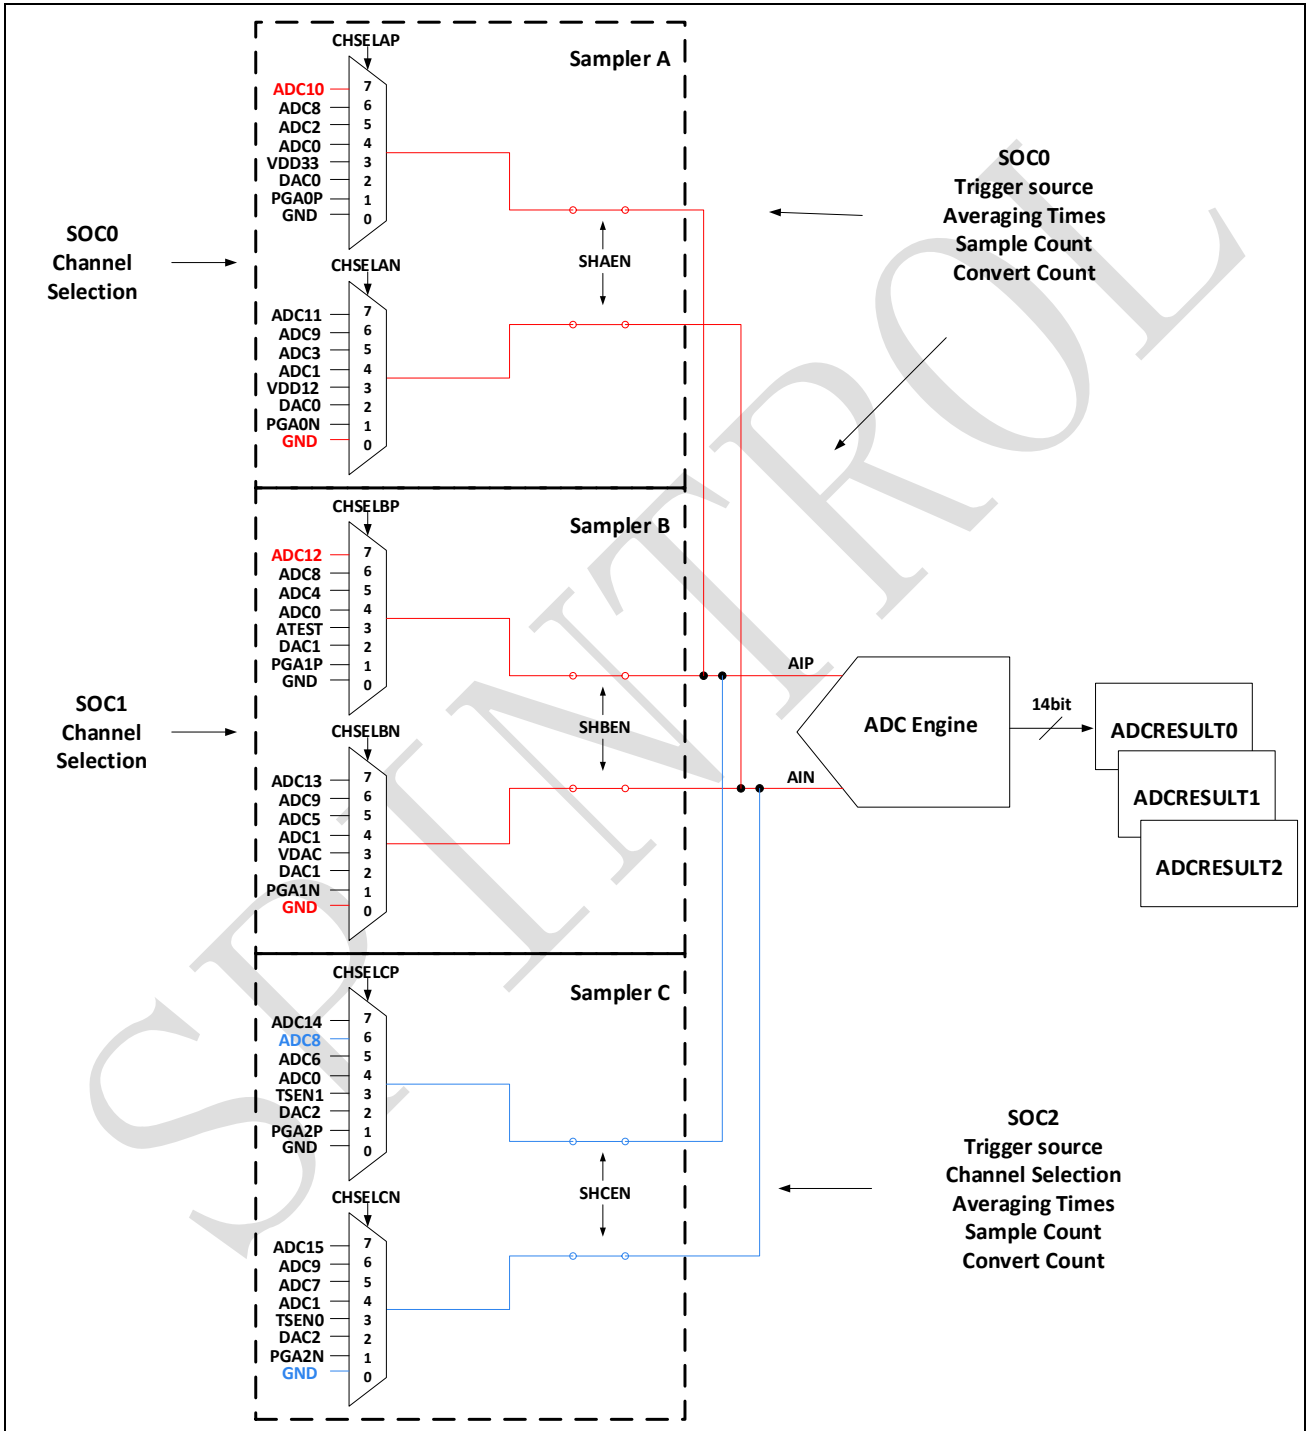 CHSELAP
Sampler A
ADC10
7
ADC8
6
ADC2
5
ADC0
4
VDD33
3
DAC0
2
PGA0P
1
GND
0
SOC0
Channel
Selection
CHSELAN
SHAEN
ADC11
7
ADC9
6
ADC3
5
ADC1
4
VDD12
3
DAC0
2
PGA0N
1
GND
0
SOC0
Trigger source
Averaging Times
Sample Count
Convert Count
CHSELBP
Sampler B
ADC12
7
ADC8
6
ADC4
5
ADC0
4
ATEST
3
DAC1
2
PGA1P
1
GND
0
SOC1
Channel
Selection
CHSELBN
SHBEN
ADC13
7
ADC9
6
ADC5
5
ADC1
4
VDAC
3
DAC1
2
PGA1N
1
GND
0
AIP
AIN
ADC Engine
14bit
ADCRESULT0
ADCRESULT1
ADCRESULT2
CHSELCP
Sampler C
ADC14
7
ADC8
6
ADC6
5
ADC0
4
TSEN1
3
DAC2
2
PGA2P
1
GND
0
CHSELCN
SHCEN
ADC15
7
ADC9
6
ADC7
5
ADC1
4
TSEN0
3
DAC2
2
PGA2N
1
GND
0
SOC2
Trigger source
Channel Selection
Averaging Times
Sample Count
Convert Count
SPINTROL